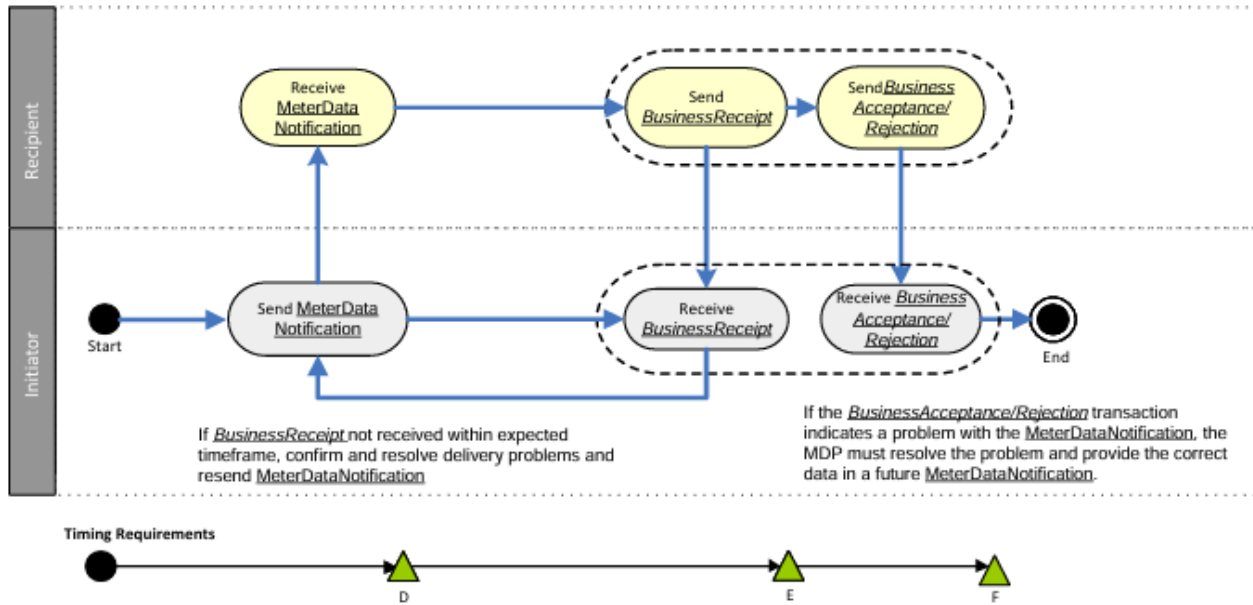 Recipient
Receive
MeterData
Notification
Send
BusinessReceipt
SendBusiness
Acceptance/
Rejection
Initiator
Start
Send MeterData
Notification
Receive
BusinessReceipt
Receive Business
Acceptance/
Rejection
End
If BusinessReceipt not received within expected
timeframe, confirm and resolve delivery problems and
resend MeterDataNotification
If the BusinessAcceptance/Rejection transaction
indicates a problem with the MeterDataNotification, the
MDP must resolve the problem and provide the correct
data in a future MeterDataNotification.
Timing Requirements
D
E
F